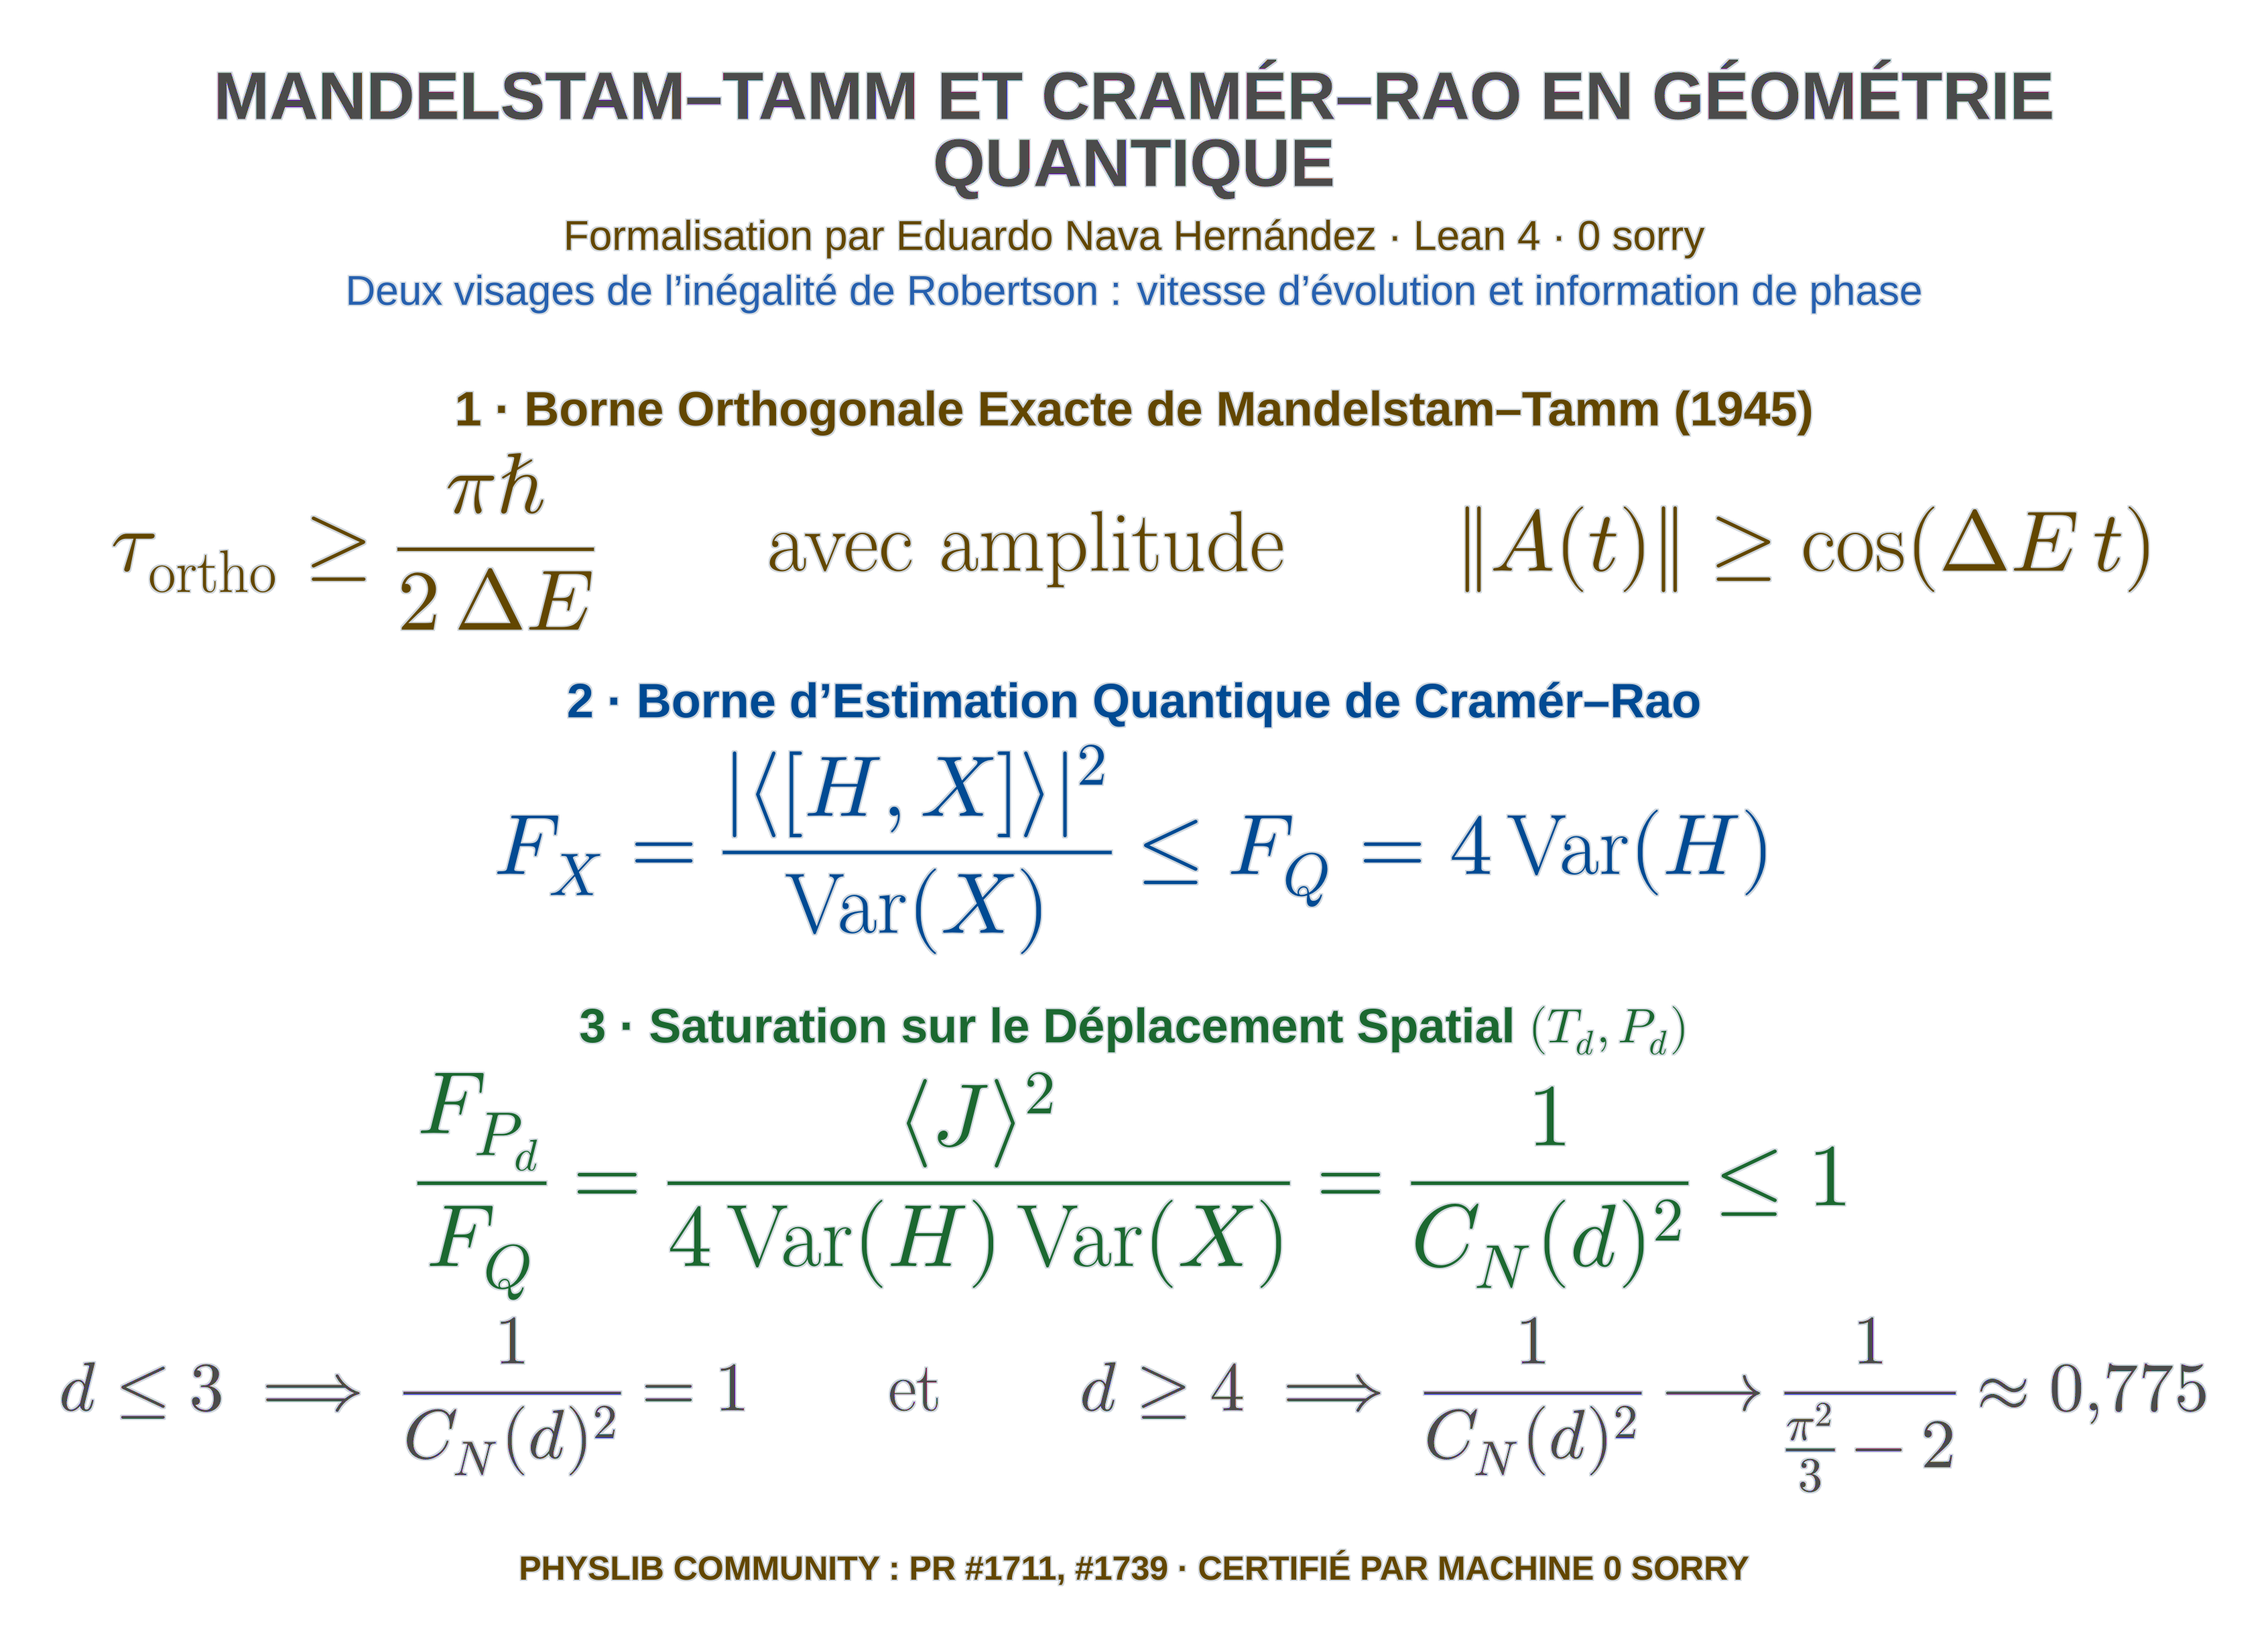 MANDELSTAM–TAMM ET CRAMÉR–RAO EN GÉOMÉTRIE
QUANTIQUE
Formalisation par Eduardo Nava Hernández · Lean 4 · 0 sorry
Deux visages de l’inégalité de Robertson : vitesse d’évolution et information de phase
1 · Borne Orthogonale Exacte de Mandelstam–Tamm (1945)
τ_ortho ≥ πℏ / (2 ΔE) avec amplitude ‖A(t)‖ ≥ cos(ΔE t)
2 · Borne d’Estimation Quantique de Cramér–Rao
F_X = |⟨[H, X]⟩|² / Var(X) ≤ F_Q = 4 Var(H)
3 · Saturation sur le Déplacement Spatial (T_d, P_d)
F_{P_d} / F_Q = ⟨J⟩² / (4 Var(H) Var(X)) = 1 / C_N(d)² ≤ 1
d ≤ 3 ⟹ 1 / C_N(d)² = 1 et d ≥ 4 ⟹ 1 / C_N(d)² ⟶ 1 / (π²/3 − 2) ≈ 0,775
PHYSLIB COMMUNITY : PR #1711, #1739 · CERTIFIÉ PAR MACHINE 0 SORRY